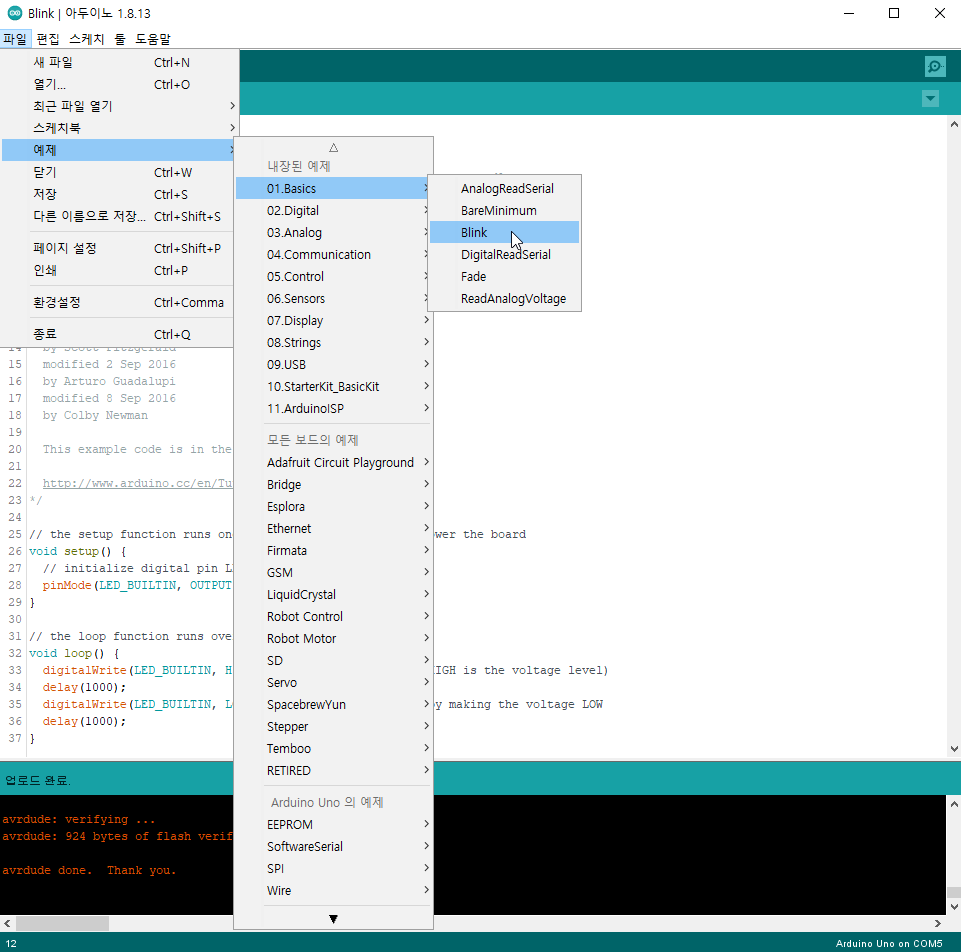 Blink | 아두이노 1.8.13
파일 편집 스케치 툴 도움말
새 파일 Ctrl+N
열기... Ctrl+O
최근 파일 열기
스케치북
예제
닫기 Ctrl+W
저장 Ctrl+S
다른 이름으로 저장... Ctrl+Shift+S
페이지 설정 Ctrl+Shift+P
인쇄 Ctrl+P
환경설정 Ctrl+Comma
종료 Ctrl+Q
내장된 예제
01.Basics
02.Digital
03.Analog
04.Communication
05.Control
06.Sensors
07.Display
08.Strings
09.USB
10.StarterKit_BasicKit
11.ArduinoISP
모든 보드의 예제
Adafruit Circuit Playground
Bridge
Esplora
Ethernet
Firmata
GSM
LiquidCrystal
Robot Control
Robot Motor
SD
Servo
SpacebrewYun
Stepper
Temboo
RETIRED
Arduino Uno 의 예제
EEPROM
SoftwareSerial
SPI
Wire
AnalogReadSerial
BareMinimum
Blink
DigitalReadSerial
Fade
ReadAnalogVoltage
14 by Scott Fitzgerald
15 modified 2 Sep 2016
16 by Arturo Guadalupi
17 modified 8 Sep 2016
18 by Colby Newman
19
20 This example code is in the
21
22 http://www.arduino.cc/en/Tu
23 */
24
25 // the setup function runs on ower the board
26 void setup() {
27 // initialize digital pin L
28 pinMode(LED_BUILTIN, OUTPUT
29 }
30
31 // the loop function runs ove
32 void loop() {
33 digitalWrite(LED_BUILTIN, H IGH is the voltage level)
34 delay(1000);
35 digitalWrite(LED_BUILTIN, L y making the voltage LOW
36 delay(1000);
37 }
업로드 완료.
avrdude: verifying ...
avrdude: 924 bytes of flash verif
avrdude done. Thank you.
12 Arduino Uno on COM5